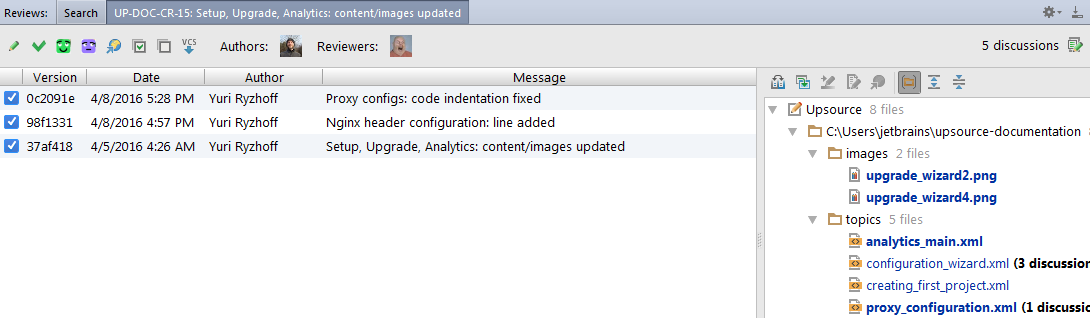 Reviews: Search UP-DOC-CR-15: Setup, Upgrade, Analytics: content/images updated
VCS Authors: Reviewers: 5 discussions
Version Date Author Message
0c2091e 4/8/2016 5:28 PM Yuri Ryzhoff Proxy configs: code indentation fixed
98f1331 4/8/2016 4:57 PM Yuri Ryzhoff Nginx header configuration: line added
37af418 4/5/2016 4:26 AM Yuri Ryzhoff Setup, Upgrade, Analytics: content/images updated
Upsource 8 files
C:\Users\jetbrains\upsource-documentation
images 2 files
upgrade_wizard2.png
upgrade_wizard4.png
topics 5 files
analytics_main.xml
configuration_wizard.xml (3 discussion
creating_first_project.xml
proxy_configuration.xml (1 discus